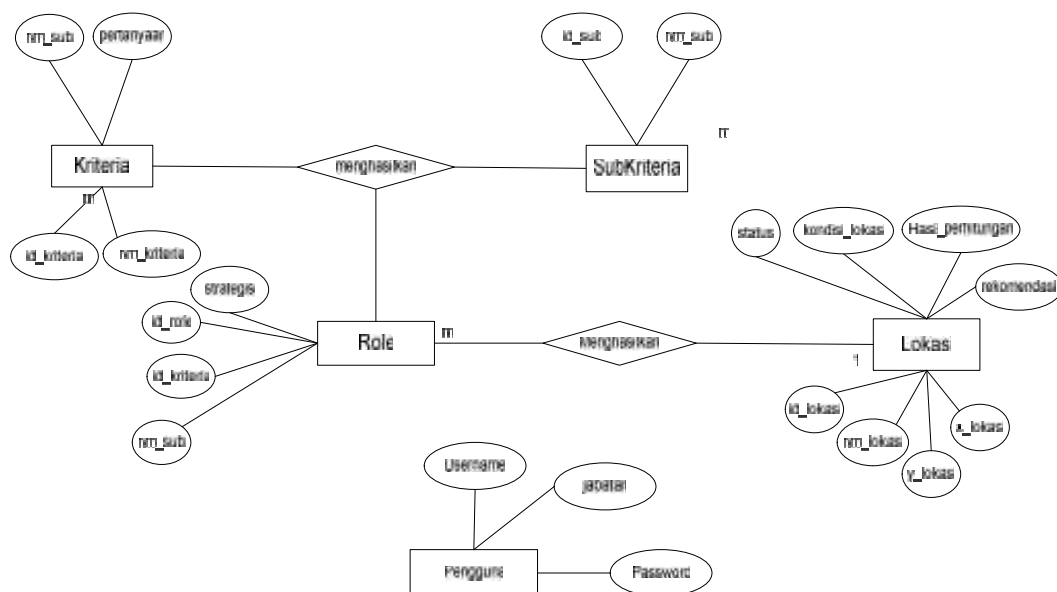 nm_sub
pertanyaan
id_sub
nm_sub
m
Kriteria
menghasilkan
SubKriteria
m
id_kriteria
nm_kriteria
status
kondisi_lokasi
Hasil_perhitungan
rekomendasi
strategis
id_role
Role
m
Menghasilkan
Lokasi
1
id_kriteria
nm_sub
id_lokasi
nm_lokasi
y_lokasi
x_lokasi
Username
jabatan
Pengguna
Password